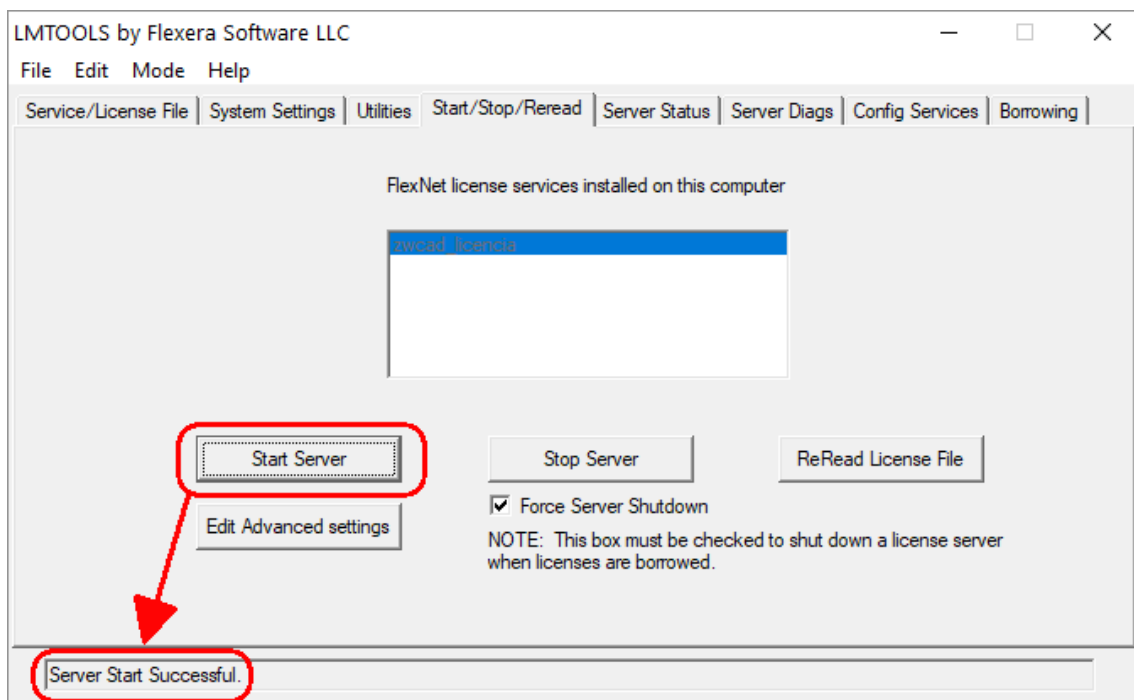 LMTOOLS by Flexera Software LLC
File Edit Mode Help
Service/License File System Settings Utilities Start/Stop/Reread Server Status Server Diags Config Services Borrowing
FlexNet license services installed on this computer
zwcad_licencia
Start Server Stop Server ReRead License File
Force Server Shutdown
Edit Advanced settings
NOTE: This box must be checked to shut down a license server
when licenses are borrowed.
Server Start Successful.